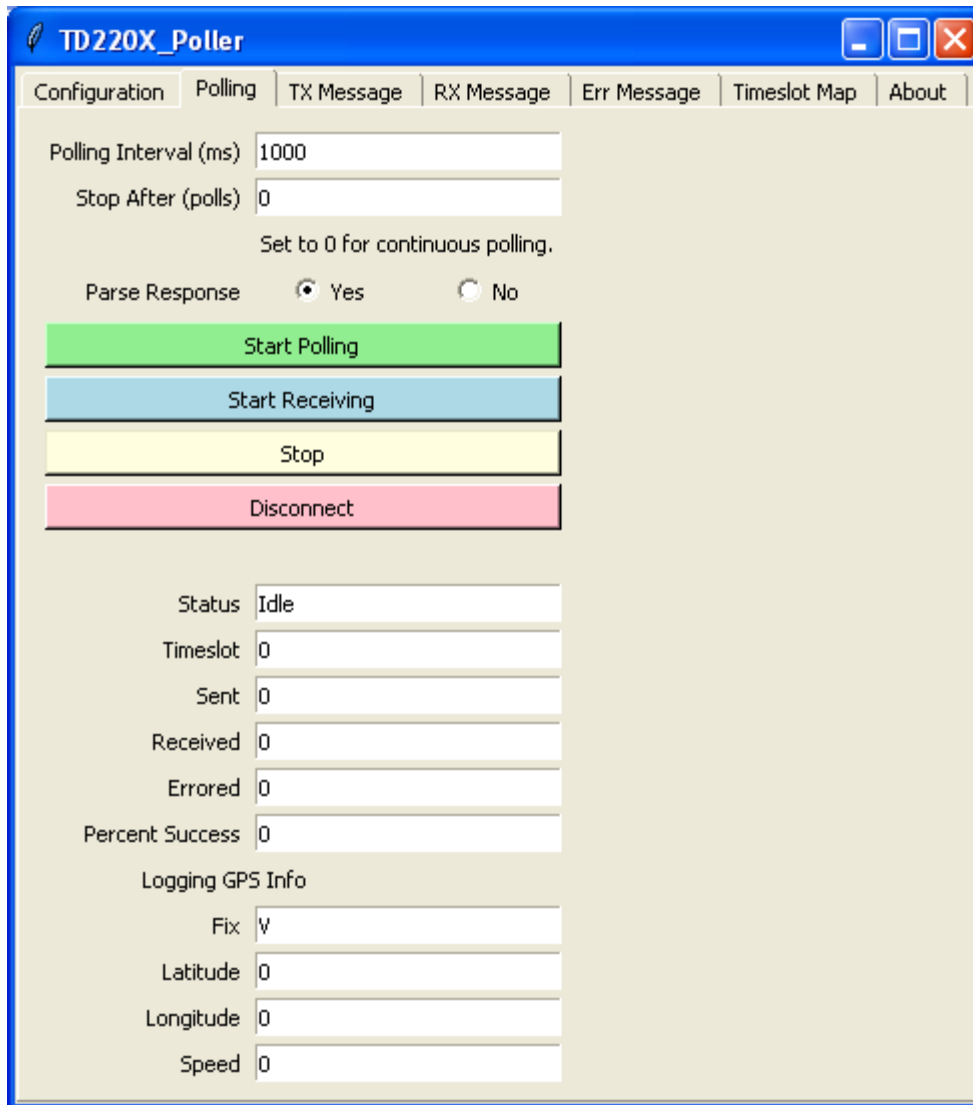 TD220X_Poller
Configuration Polling TX Message RX Message Err Message Timeslot Map About
Polling Interval (ms) 1000
Stop After (polls) 0
Set to 0 for continuous polling.
Parse Response Yes No
Start Polling
Start Receiving
Stop
Disconnect
Status Idle
Timeslot 0
Sent 0
Received 0
Errored 0
Percent Success 0
Logging GPS Info
Fix V
Latitude 0
Longitude 0
Speed 0